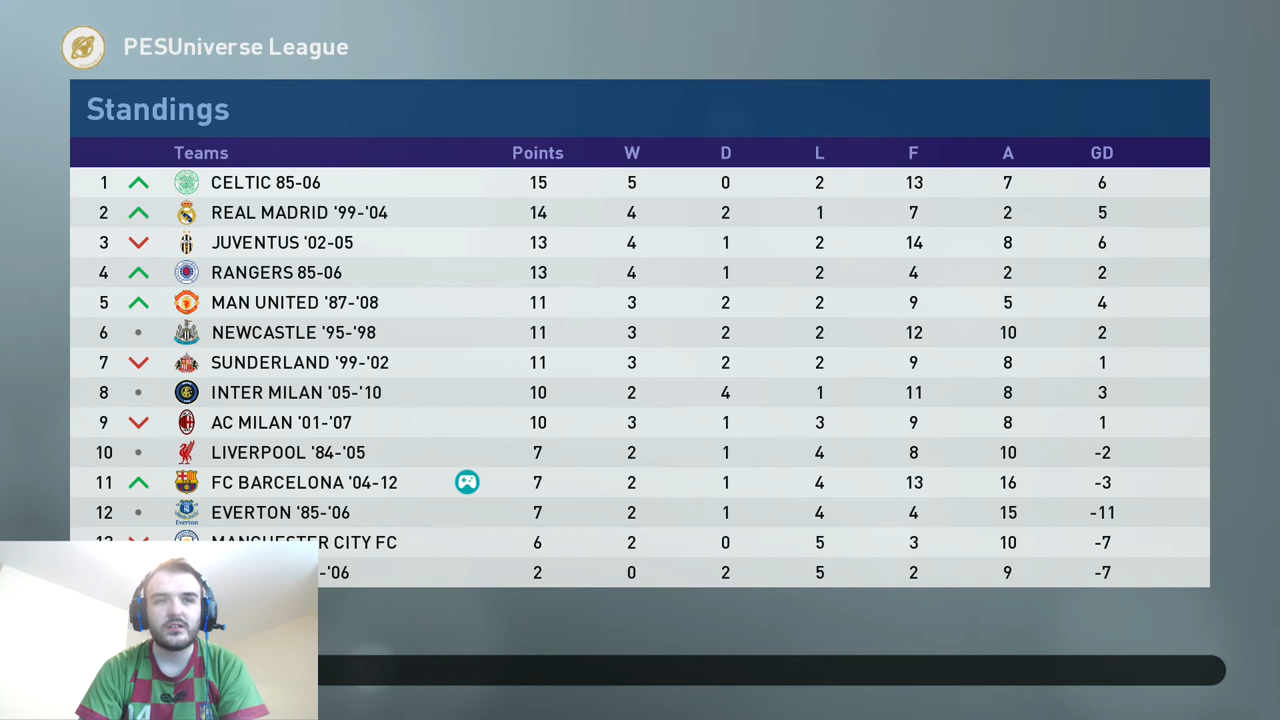 PESUniverse League
Standings
Teams Points W D L F A GD
1 CELTIC 85-06 15 5 0 2 13 7 6
2 REAL MADRID '99-'04 14 4 2 1 7 2 5
3 JUVENTUS '02-05 13 4 1 2 14 8 6
4 RANGERS 85-06 13 4 1 2 4 2 2
5 MAN UNITED '87-'08 11 3 2 2 9 5 4
6 NEWCASTLE '95-'98 11 3 2 2 12 10 2
7 SUNDERLAND '99-'02 11 3 2 2 9 8 1
8 INTER MILAN '05-'10 10 2 4 1 11 8 3
9 AC MILAN '01-'07 10 3 1 3 9 8 1
10 LIVERPOOL '84-'05 7 2 1 4 8 10 -2
11 FC BARCELONA '04-12 7 2 1 4 13 16 -3
12 Everton EVERTON '85-'06 7 2 1 4 4 15 -11
13 MANCHESTER CITY FC 6 2 0 5 3 10 -7
-'06 2 0 2 5 2 9 -7